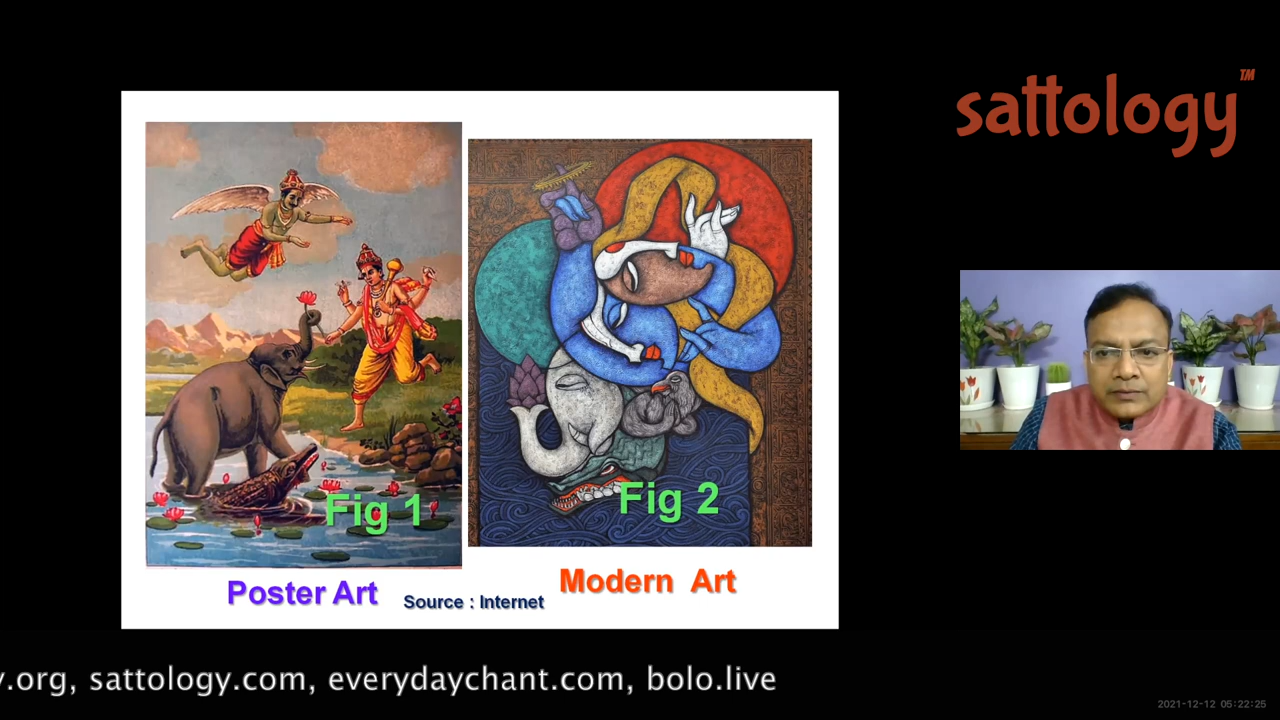 sattology™
Fig 1
Fig 2
Poster Art
Modern Art
Source : Internet
y.org, sattology.com, everydaychant.com, bolo.live
2021-12-12 05:22:25